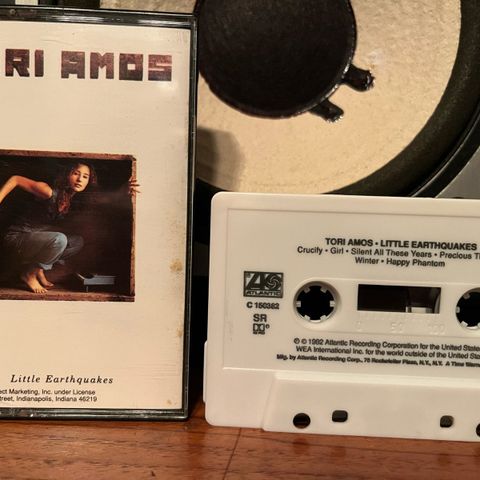 RI AMOS
Little Earthquakes
ect Marketing, Inc. under License
Street, Indianapolis, Indiana 46219
TORI AMOS • LITTLE EARTHQUAKES
Crucify • Girl • Silent All These Years • Precious Th
Winter • Happy Phantom
ATLANTIC
C 150382
SR
℗ © 1992 Atlantic Recording Corporation for the United States
WEA International Inc. for the world outside of the United Stat
Mfg. by Atlantic Recording Corp., 75 Rockefeller Plaza, N.Y., N.Y. A Time Warne
50